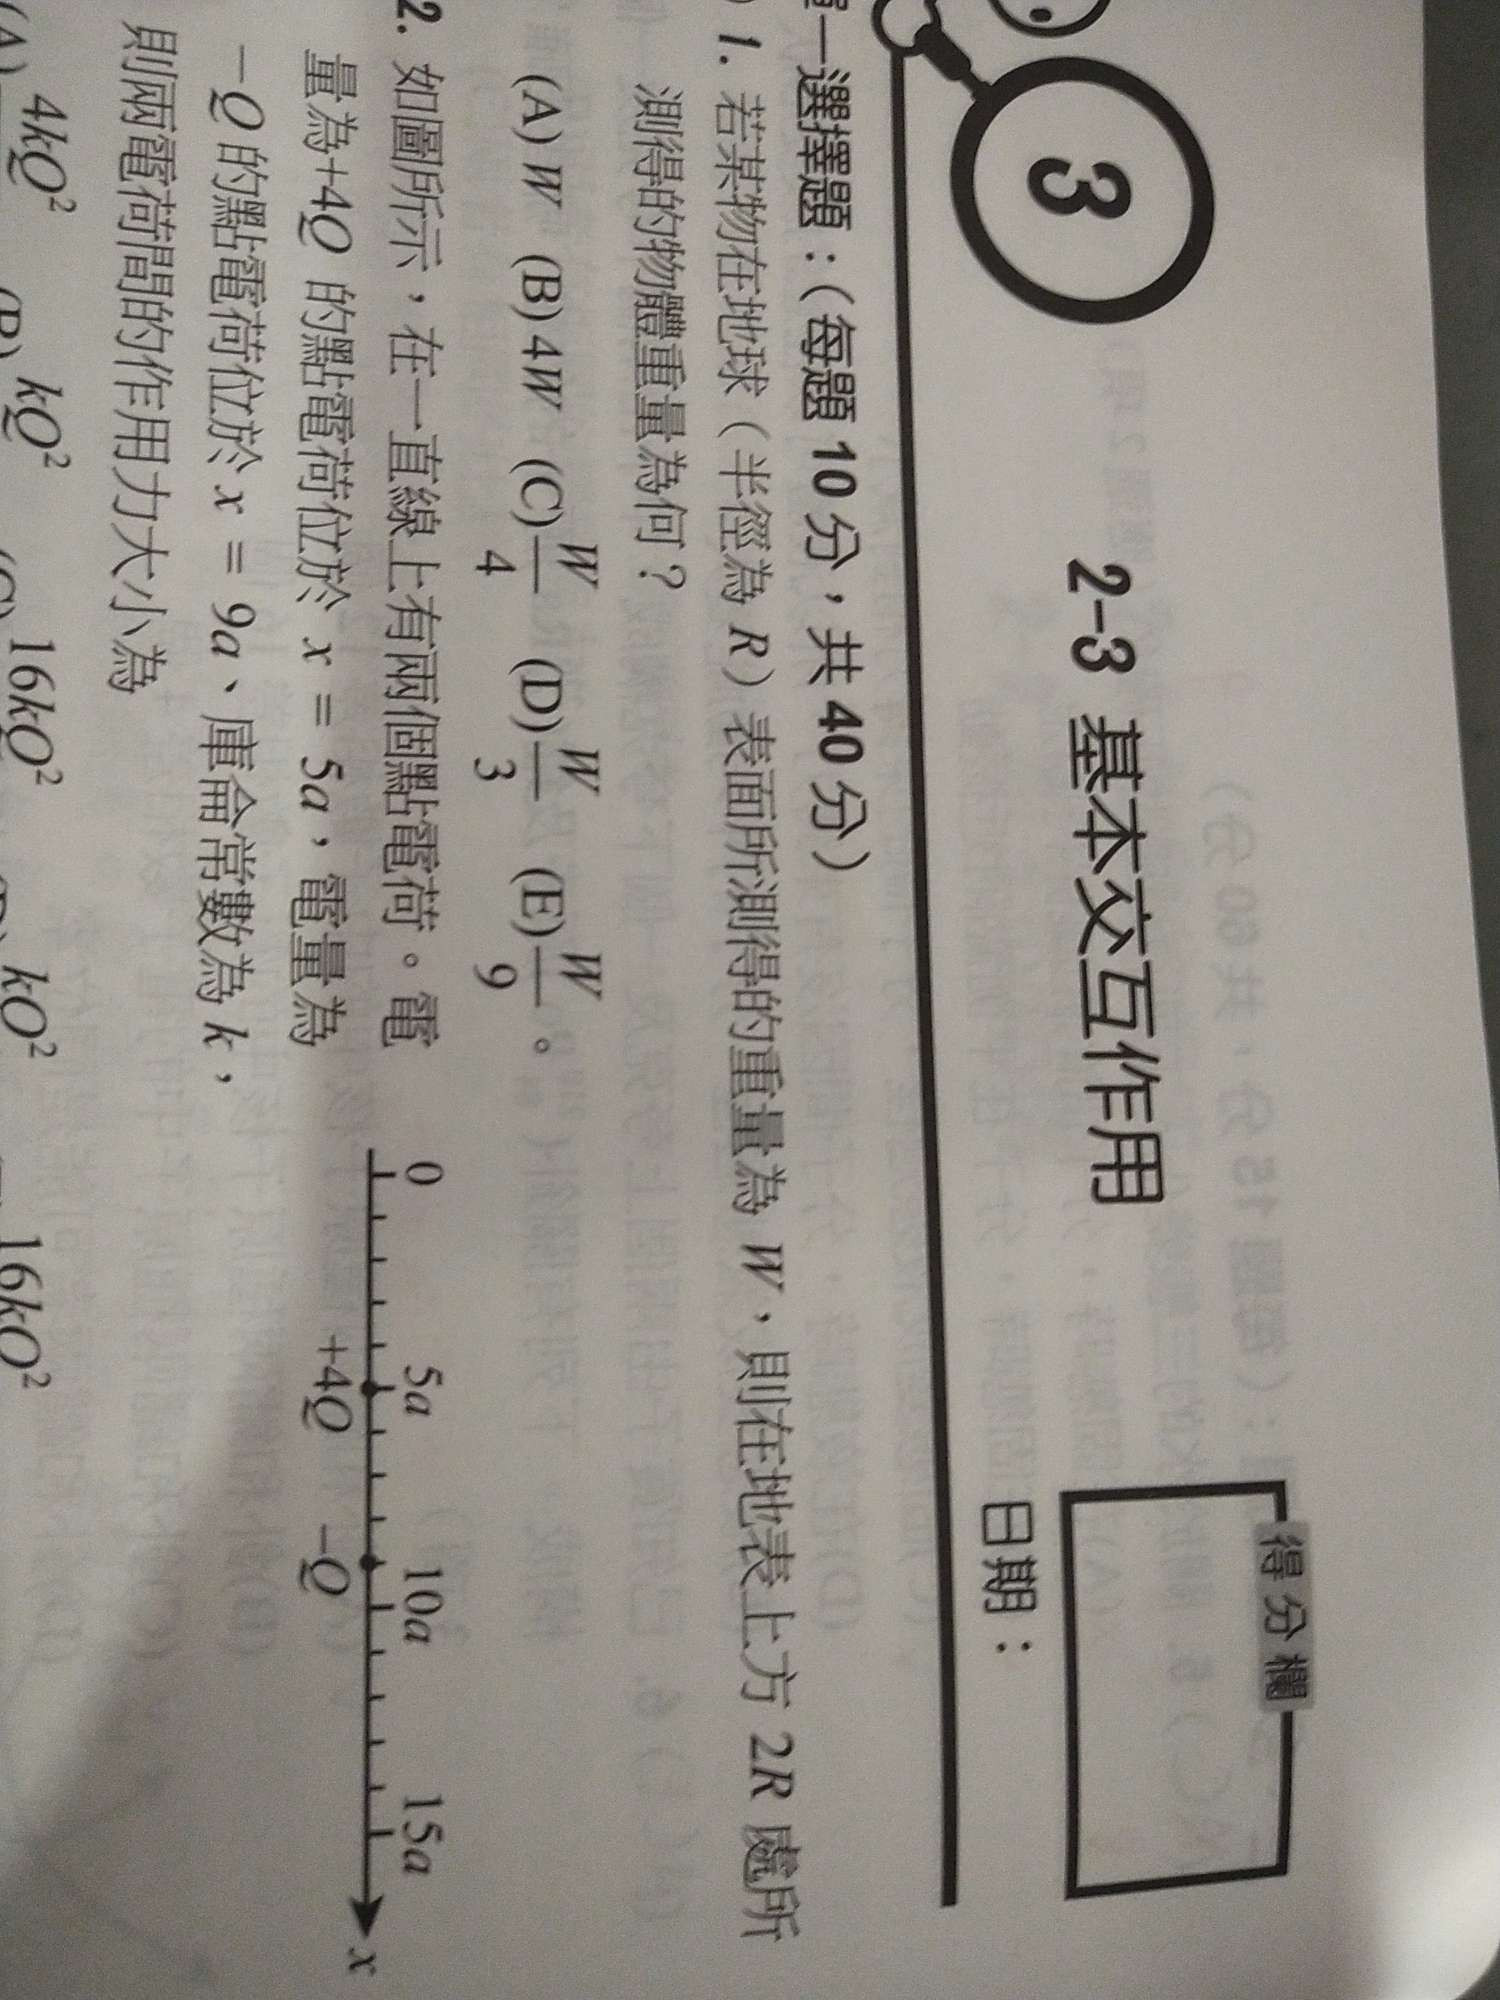 3
2-3 基本交互作用
得分欄
日期：
一選擇題：（每題 10 分，共 40 分）
) 1. 若某物在地球（半徑為 R）表面所測得的重量為 W，則在地表上方 2R 處所
測得的物體重量為何？
(A) W (B) 4W (C) W/4 (D) W/3 (E) W/9 。
2. 如圖所示，在一直線上有兩個點電荷。電
量為+4Q 的點電荷位於 x = 5a，電量為
−Q 的點電荷位於 x = 9a、庫侖常數為 k，
則兩電荷間的作用力大小為
0 5a 10a 15a
+4Q −Q x
(A) 4kQ² (B) kQ² (C) 16kQ² kQ² 16kQ²